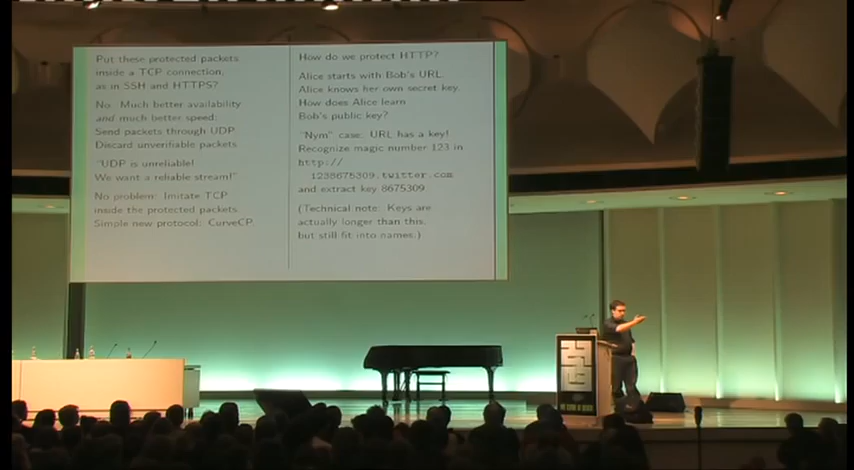 Put these protected packets
inside a TCP connection,
as in SSH and HTTPS?
No. Much better availability
and much better speed:
Send packets through UDP.
Discard unverifiable packets.
"UDP is unreliable!
We want a reliable stream!"
No problem: Imitate TCP
inside the protected packets.
Simple new protocol: CurveCP.
How do we protect HTTP?
Alice starts with Bob's URL.
Alice knows her own secret key.
How does Alice learn
Bob's public key?
"Nym" case: URL has a key!
Recognize magic number 123 in
http://
1238675309.twitter.com
and extract key 8675309.
(Technical note: Keys are
actually longer than this,
but still fit into names.)